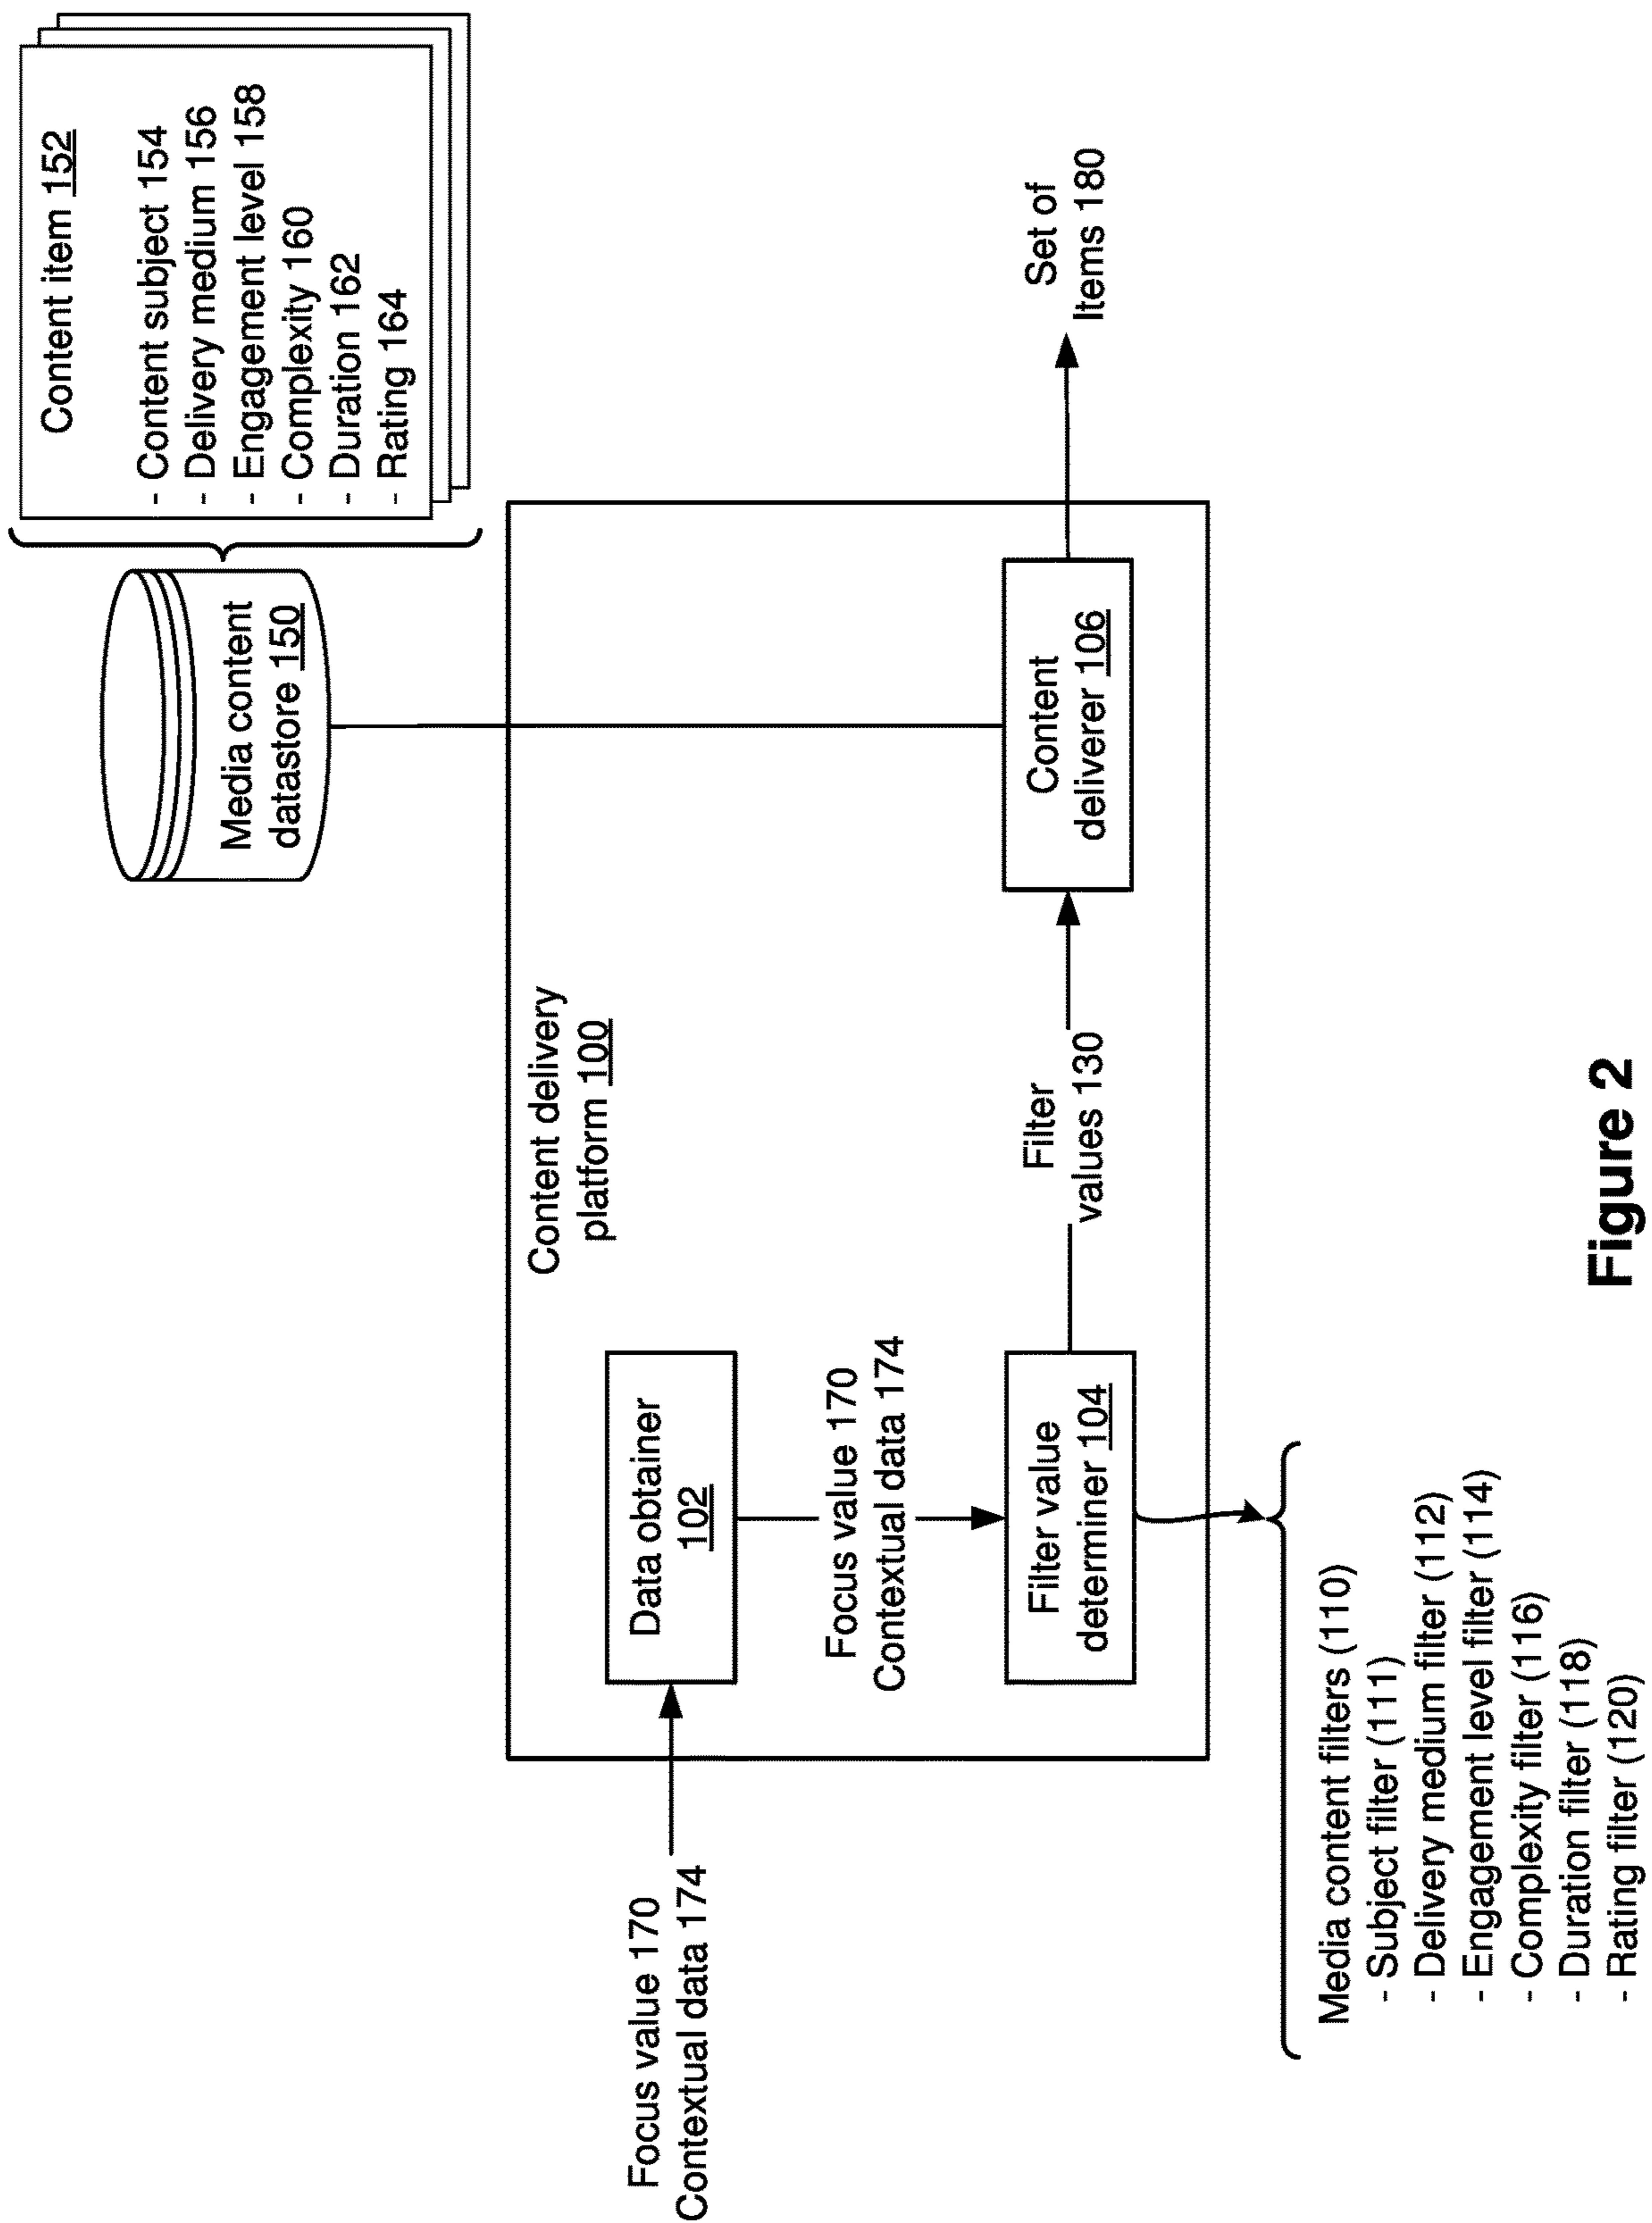 Content item 152
- Content subject 154
- Delivery medium 156
- Engagement level 158
- Complexity 160
- Duration 162
- Rating 164
Media content
datastore 150
Content delivery
platform 100
Focus value 170
Contextual data 174
Data obtainer
102
Focus value 170
Contextual data 174
Filter value
determiner 104
Filter
values 130
Content
deliverer 106
Set of
Items 180
Media content filters (110)
- Subject filter (111)
- Delivery medium filter (112)
- Engagement level filter (114)
- Complexity filter (116)
- Duration filter (118)
- Rating filter (120)
Figure 2